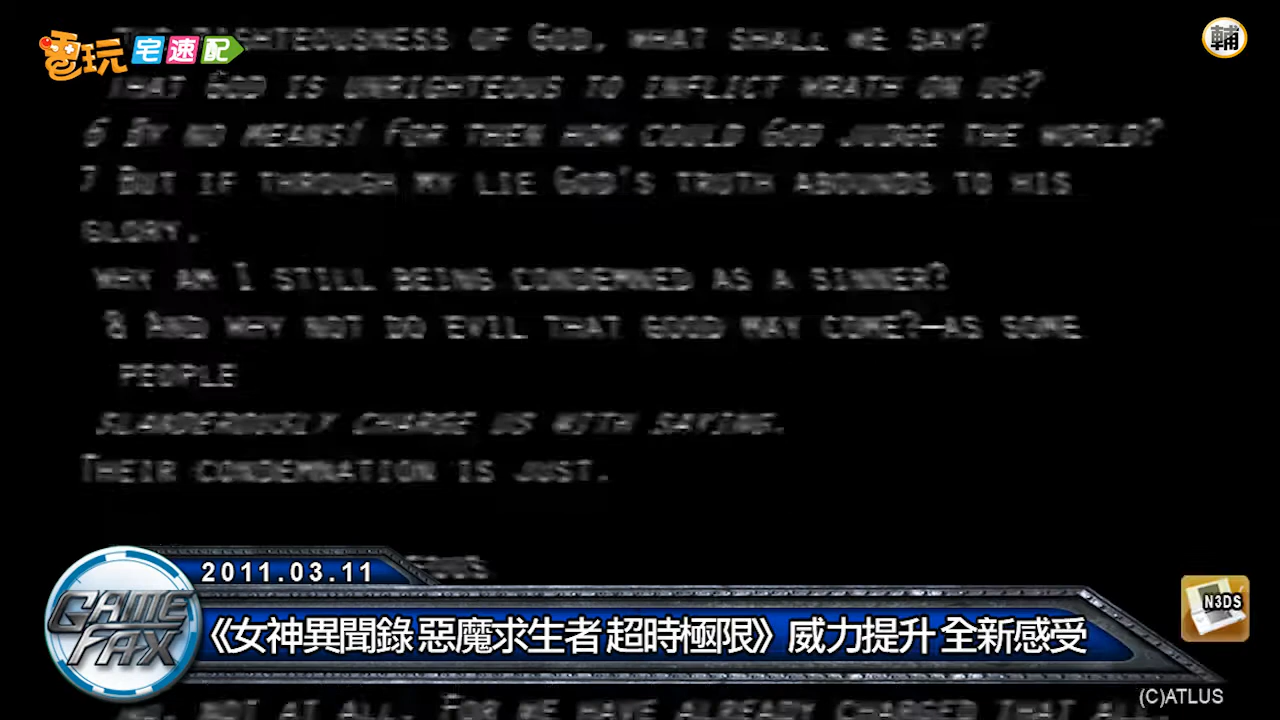 電玩宅速配
輔
RIGHTEOUSNESS OF GOD, WHAT SHALL WE SAY?
THAT GOD IS UNRIGHTEOUS TO INFLICT WRATH ON US?
6 BY NO MEANS! FOR THEN HOW COULD GOD JUDGE THE WORLD?
7 BUT IF THROUGH MY LIE GOD'S TRUTH ABOUNDS TO HIS
GLORY,
WHY AM I STILL BEING CONDEMNED AS A SINNER?
8 AND WHY NOT DO EVIL THAT GOOD MAY COME?—AS SOME
PEOPLE
SLANDEROUSLY CHARGE US WITH SAYING.
THEIR CONDEMNATION IS JUST.
2011.03.11
GAME FAX
《女神異聞錄 惡魔求生者 超時極限》威力提升 全新感受
N3DS
(C)ATLUS
NO, NOT AT ALL. FOR WE HAVE ALREADY CHARGED THAT